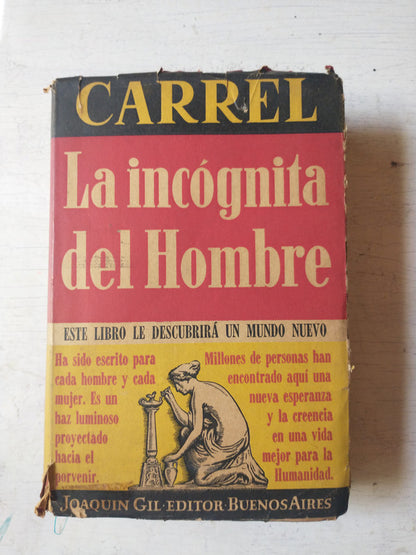 CARREL
La incógnita
del Hombre
ESTE LIBRO LE DESCUBRIRÁ UN MUNDO NUEVO
Ha sido escrito para
cada hombre y cada
mujer. Es un
haz luminoso
proyectado
hacia el
porvenir.
Millones de personas han
encontrado aquí una
nueva esperanza
y la creencia
en una vida
mejor para la
Humanidad.
JOAQUIN GIL·EDITOR·BUENOS AIRES